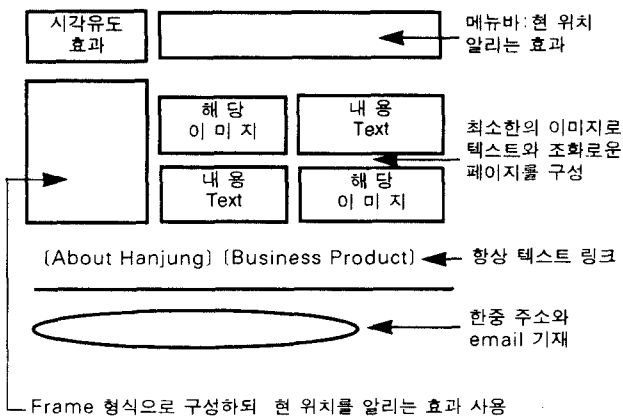 시각유도
효과
메뉴바:현 위치
알리는 효과
해 당
이 미 지
내 용
Text
최소한의 이미지로
텍스트와 조화로운
페이지를 구성
내 용
Text
해 당
이 미 지
(About Hanjung) (Business Product)
항상 텍스트 링크
한중 주소와
email 기재
Frame 형식으로 구성하되 현 위치를 알리는 효과 사용